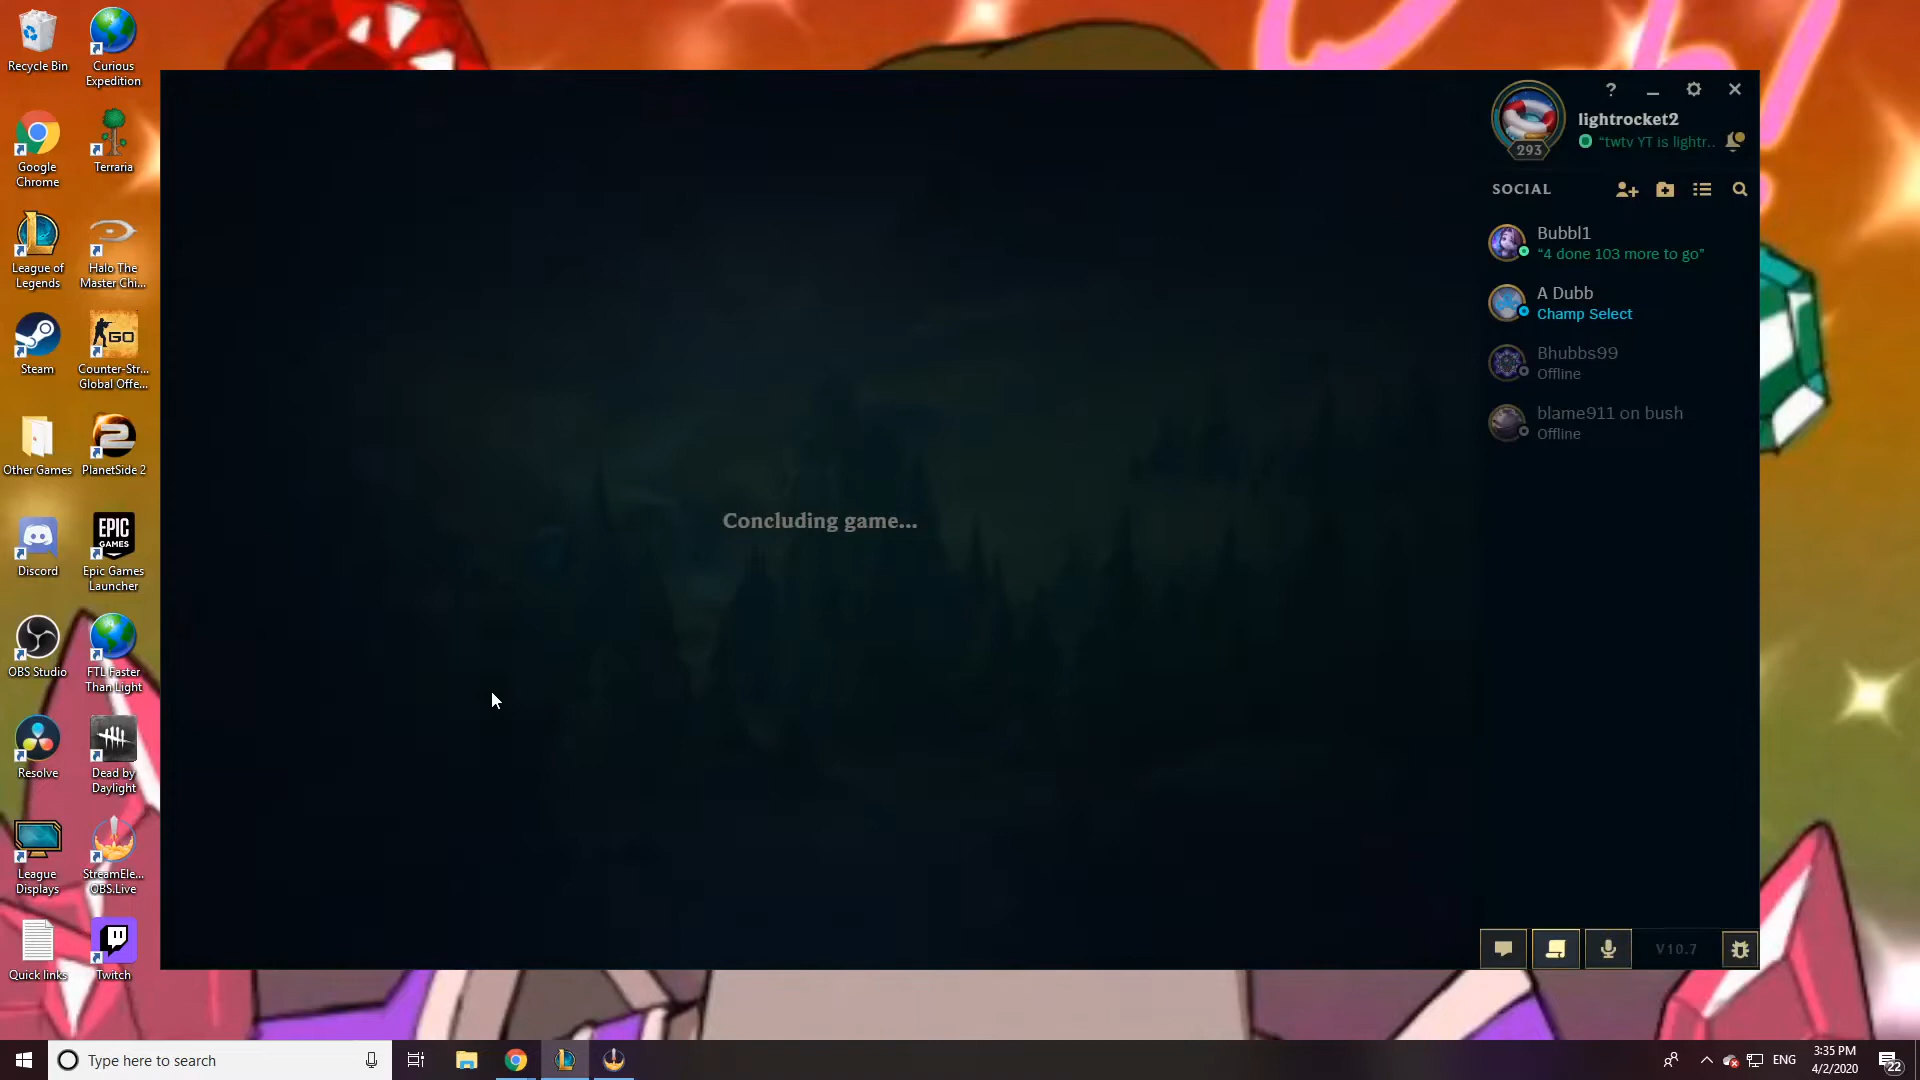 Recycle Bin
Curious
Expedition
Google
Chrome
Terraria
League of
Legends
Halo The
Master Chi...
Steam
Counter-Str...
Global Offe...
GO
Other Games
PlanetSide 2
2
Discord
EPIC
GAMES
Epic Games
Launcher
OBS Studio
FTL Faster
Than Light
Resolve
Dead by
Daylight
League
Displays
StreamEle...
OBS.Live
Quick links
Twitch
Concluding game...
?
293
lightrocket2
"twtv YT is lightr...
SOCIAL
Bubbl1
"4 done 103 more to go"
A Dubb
Champ Select
Bhubbs99
Offline
blame911 on bush
Offline
V10.7
Type here to search
ENG
3:35 PM
4/2/2020
22